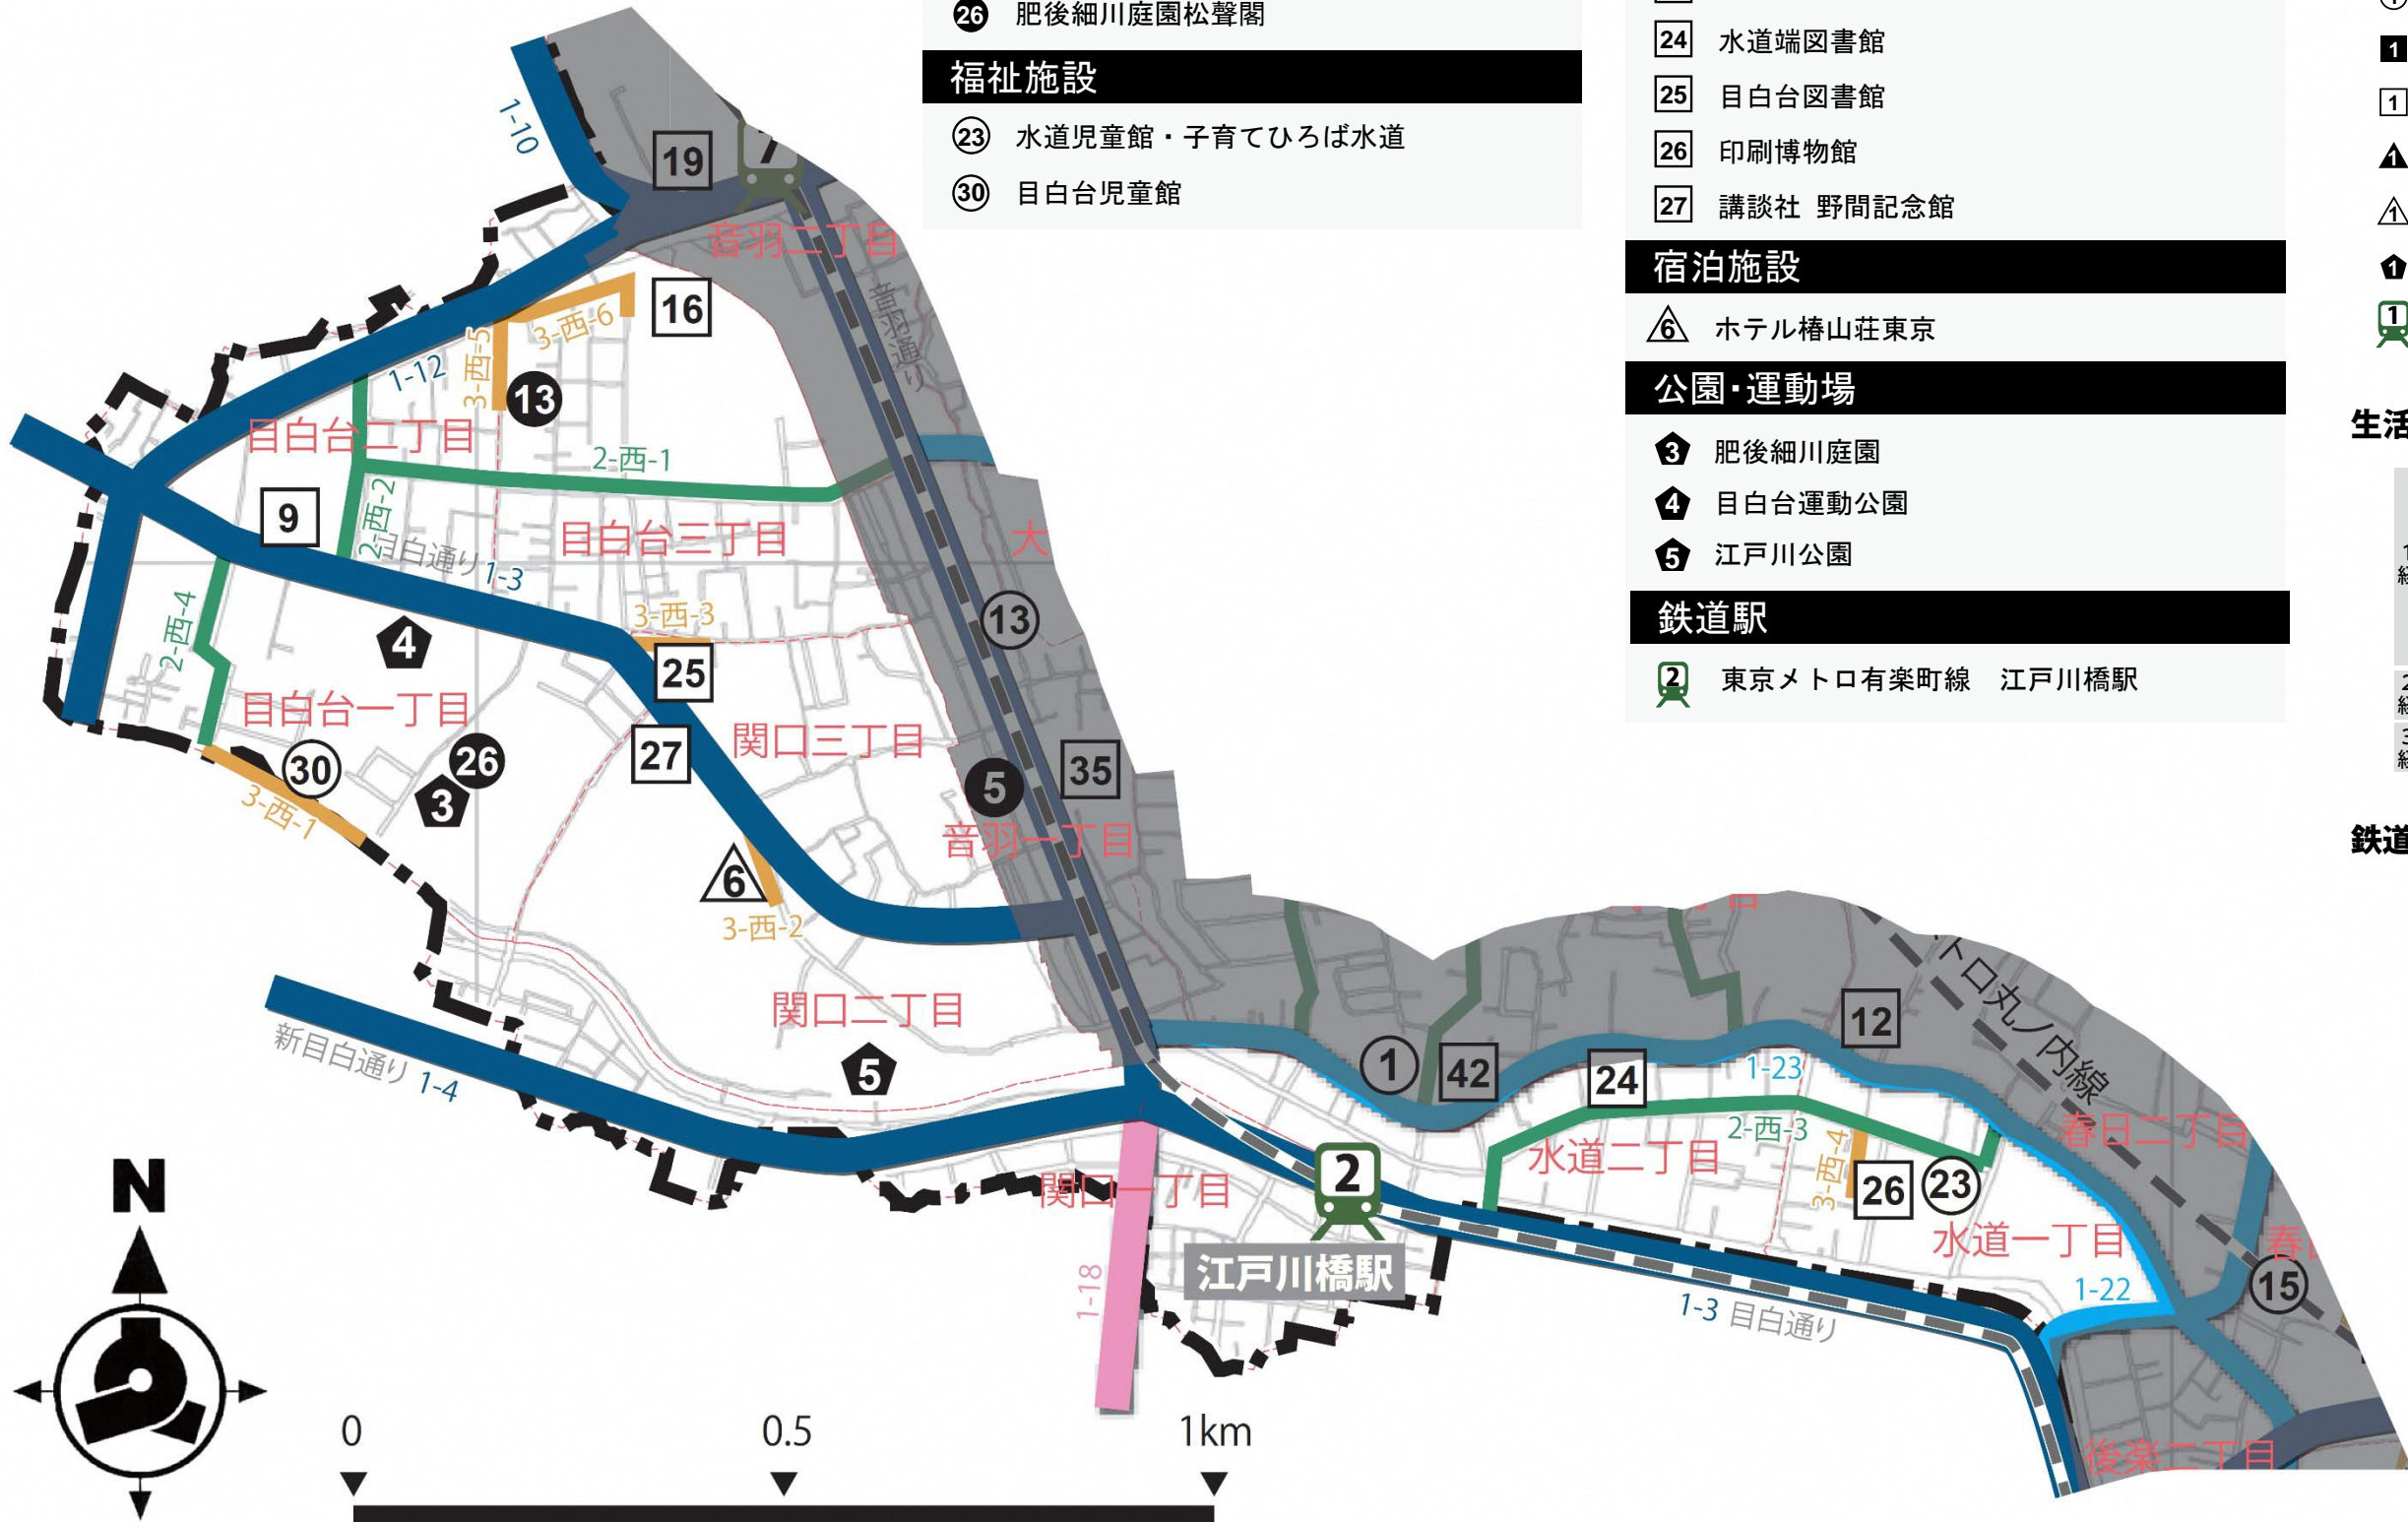 26 肥後細川庭園松聲閣
福祉施設
23 水道児童館・子育てひろば水道
30 目白台児童館
24 水道端図書館
25 目白台図書館
26 印刷博物館
27 講談社 野間記念館
宿泊施設
6 ホテル椿山荘東京
公園・運動場
3 肥後細川庭園
4 目白台運動公園
5 江戸川公園
鉄道駅
2 東京メトロ有楽町線 江戸川橋駅
1
1
1
1
1
1
生活
鉄道
1-10
19
7
音羽二丁目
16
3-西-6
3-西-5
1-12
13
目白台二丁目
2-西-1
9
2-西-2
目白台三丁目
大
目白通り 1-3
2-西-4
3-西-3
13
4
25
目白台一丁目
関口三丁目
27
26
30
35
5
3
3-西-1
音羽一丁目
6
3-西-2
関口二丁目
新目白通り 1-4
5
1
42
24
12
トロ丸ノ内線
1-23
春日二丁目
2-西-3
水道二丁目
3-西-4
2
26
23
関口一丁目
水道一丁目
江戸川橋駅
1-18
1-22
15
春
1-3 目白通り
後楽二丁目
N
0
0.5
1km